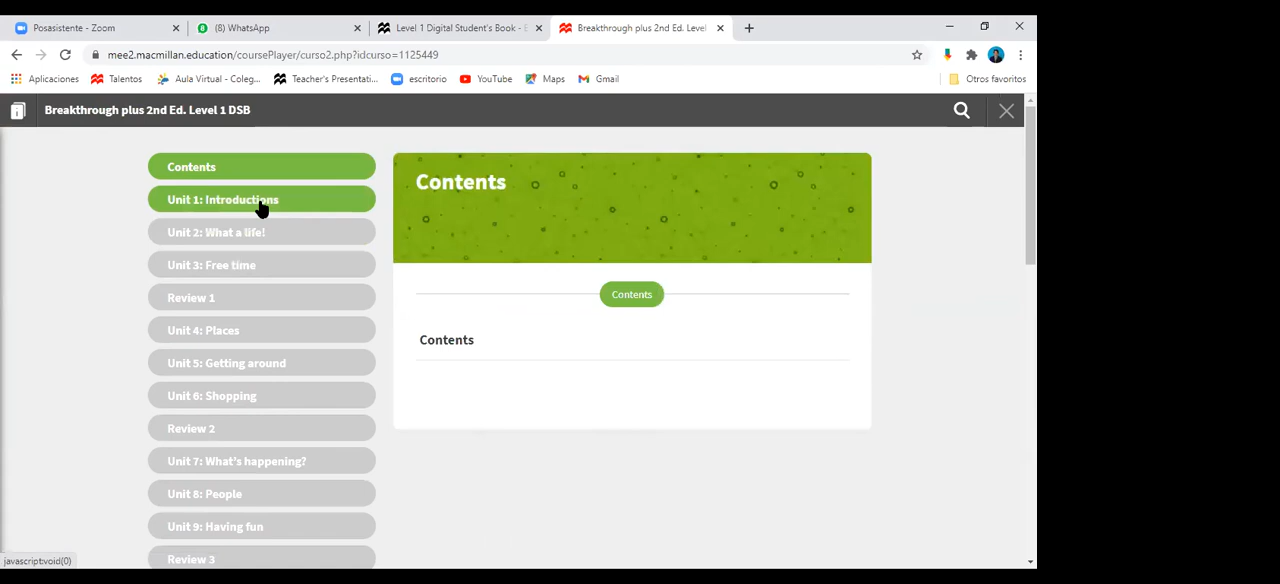 Posasistente - Zoom
(8) WhatsApp
Level 1 Digital Student's Book - E
Breakthrough plus 2nd Ed. Level
mee2.macmillan.education/coursePlayer/curso2.php?idcurso=1125449
Aplicaciones
Talentos
Aula Virtual - Coleg...
Teacher's Presentati...
escritorio
YouTube
Maps
Gmail
Otros favoritos
Breakthrough plus 2nd Ed. Level 1 DSB
Contents
Unit 1: Introductions
Unit 2: What a life!
Unit 3: Free time
Review 1
Unit 4: Places
Unit 5: Getting around
Unit 6: Shopping
Review 2
Unit 7: What's happening?
Unit 8: People
Unit 9: Having fun
Review 3
Contents
Contents
Contents
javascript:void(0)